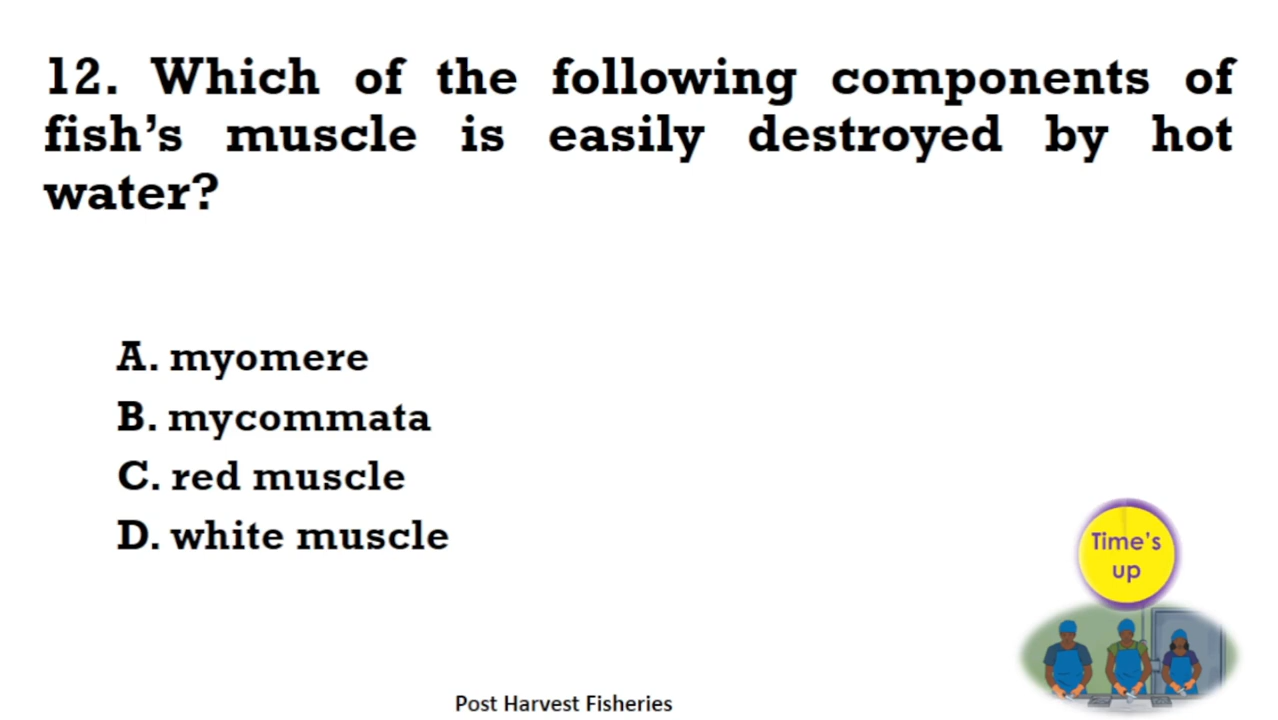 12. Which of the following components of
fish’s muscle is easily destroyed by hot
water?
A. myomere
B. mycommata
C. red muscle
D. white muscle
Time’s
up
Post Harvest Fisheries